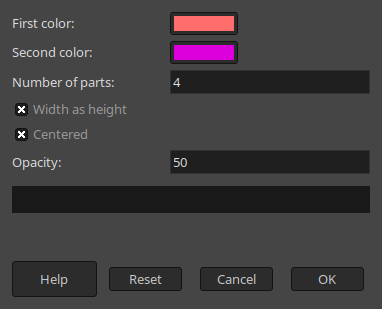 First color:
Second color:
Number of parts: 4
Width as height
Centered
Opacity: 50
Help Reset Cancel OK